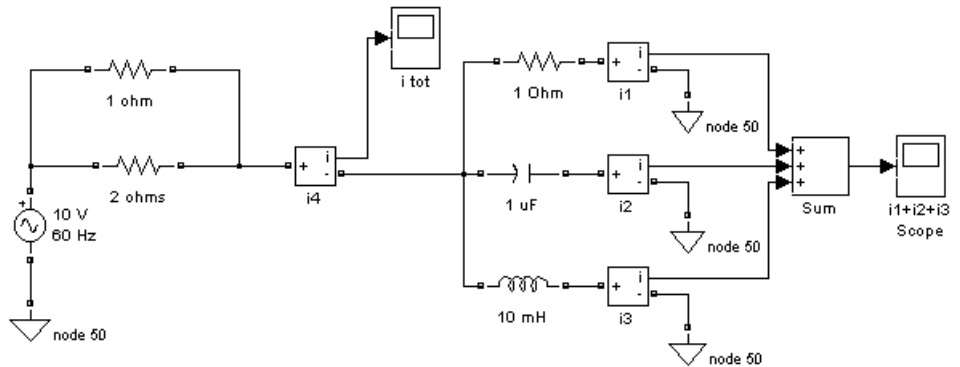 i tot
1 ohm
2 ohms
+
10 V
60 Hz
node 50
+
i
-
i4
1 Ohm
+
i
-
i1
node 50
1 uF
+
i
-
i2
node 50
10 mH
+
i
-
i3
node 50
+
+
+
Sum
i1+i2+i3
Scope